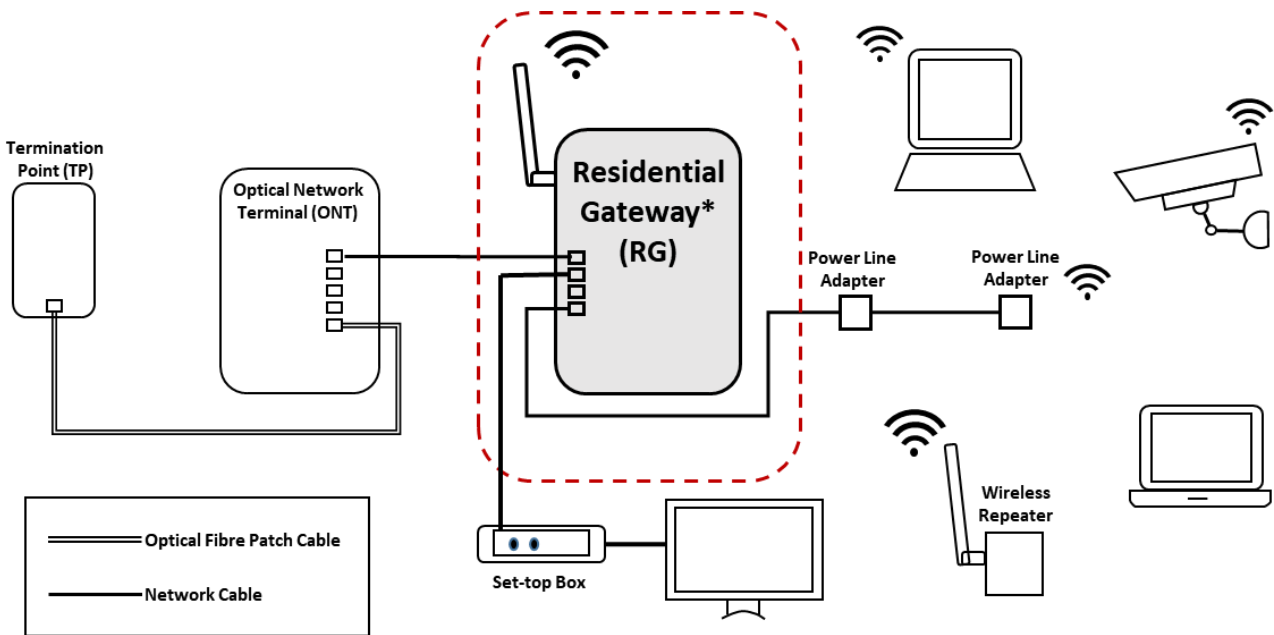 Termination
Point (TP)
Optical Network
Terminal (ONT)
Residential
Gateway*
(RG)
Power Line
Adapter
Power Line
Adapter
Wireless
Repeater
Set-top Box
Optical Fibre Patch Cable
Network Cable